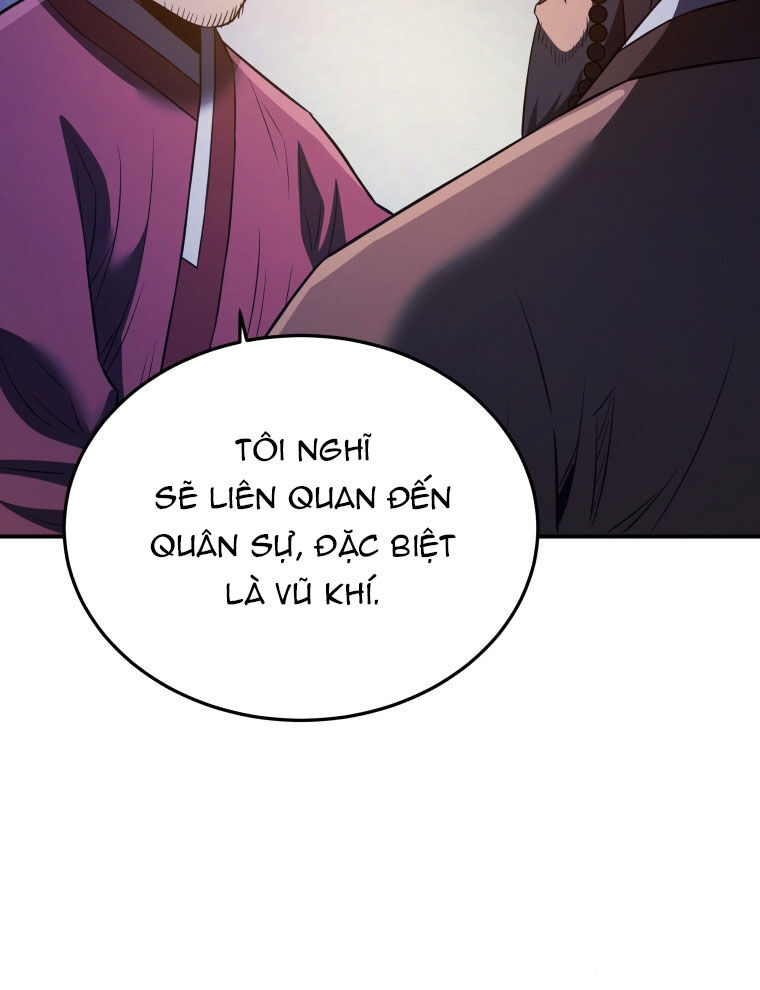 TÔI NGHĨ
SẼ LIÊN QUAN ĐẾN
QUÂN SỰ, ĐẶC BIỆT
LÀ VŨ KHÍ.